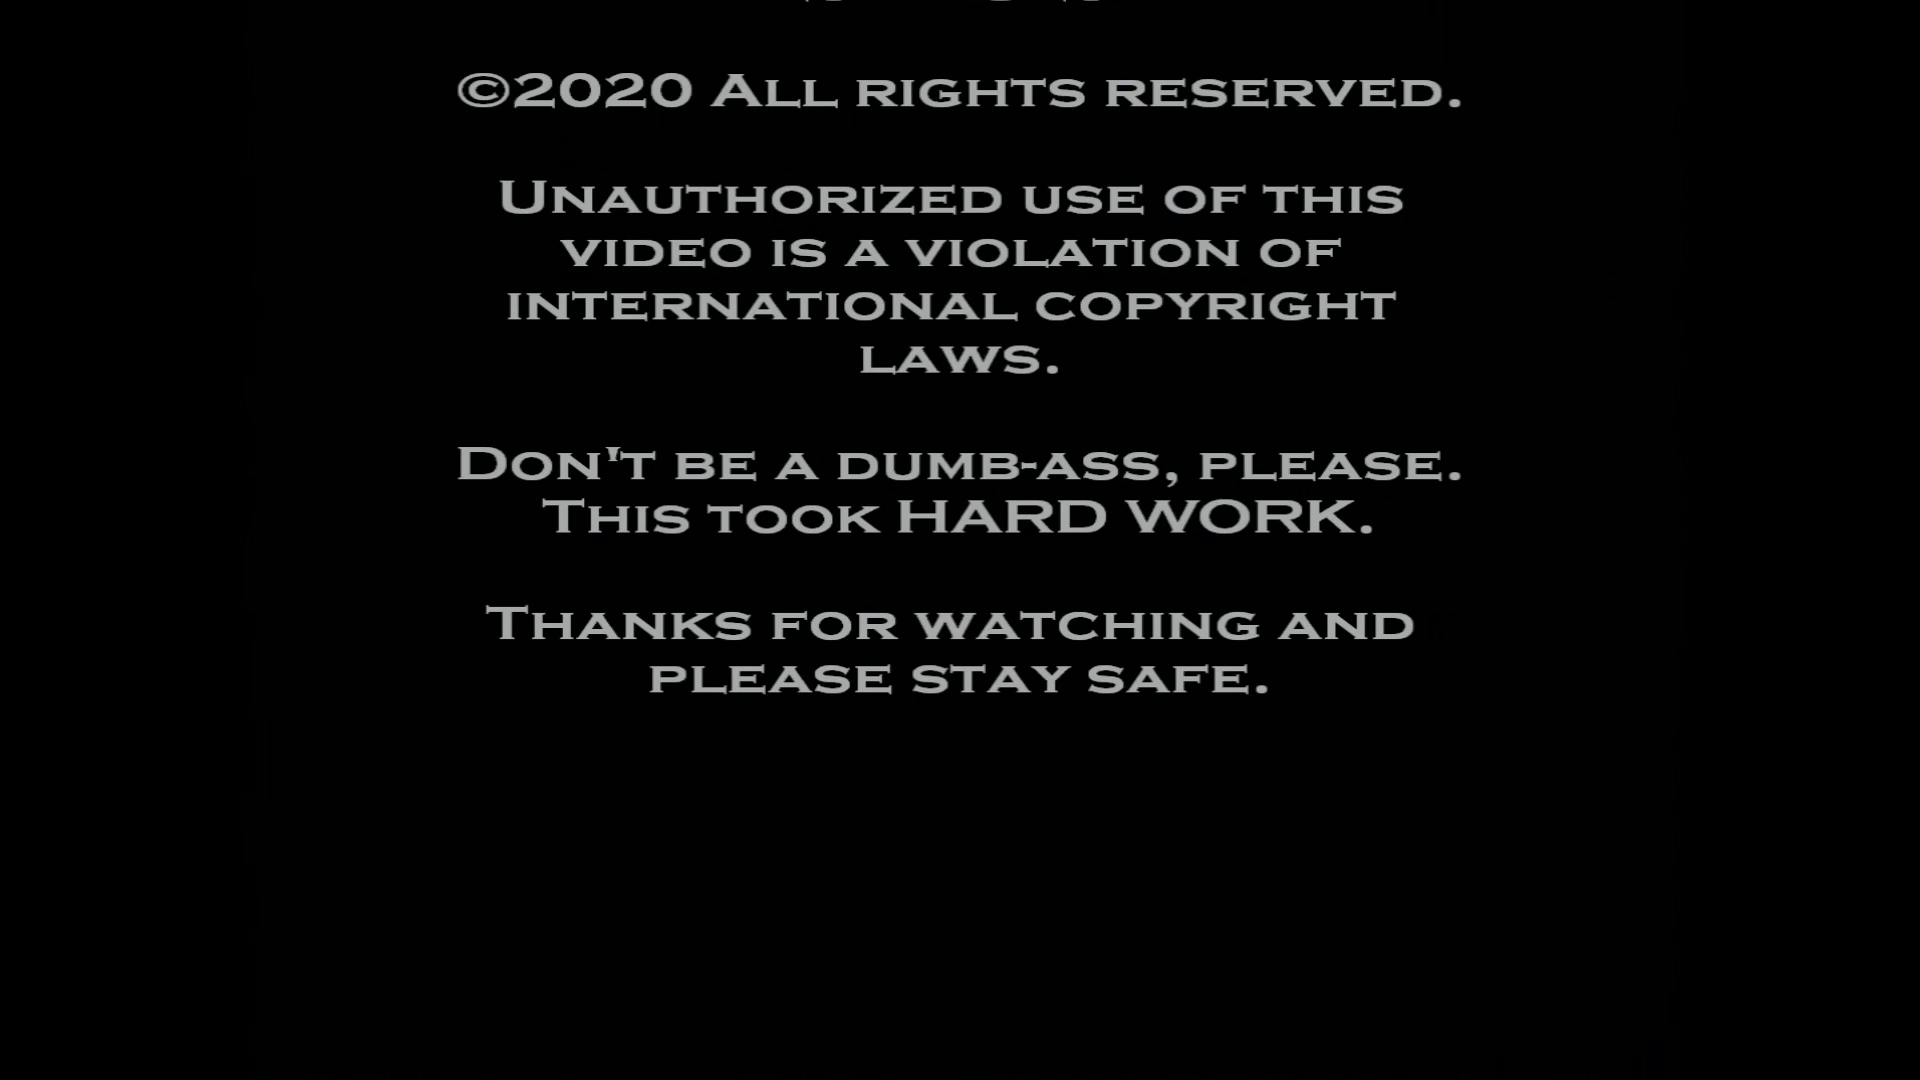 ©2020 All rights reserved.
Unauthorized use of this
video is a violation of
international copyright
laws.
Don't be a dumb-ass, please.
This took HARD WORK.
Thanks for watching and
please stay safe.